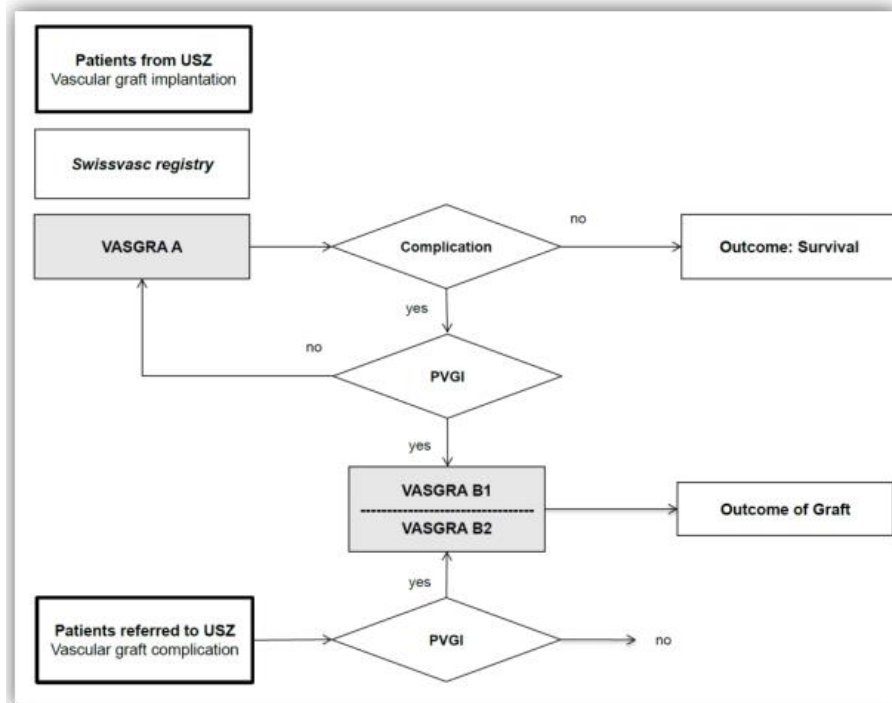 Patients from USZ
Vascular graft implantation
Swissvasc registry
VASGRA A
Complication
no
Outcome: Survival
yes
no
PVGI
yes
VASGRA B1
VASGRA B2
Outcome of Graft
yes
Patients referred to USZ
Vascular graft complication
PVGI
no